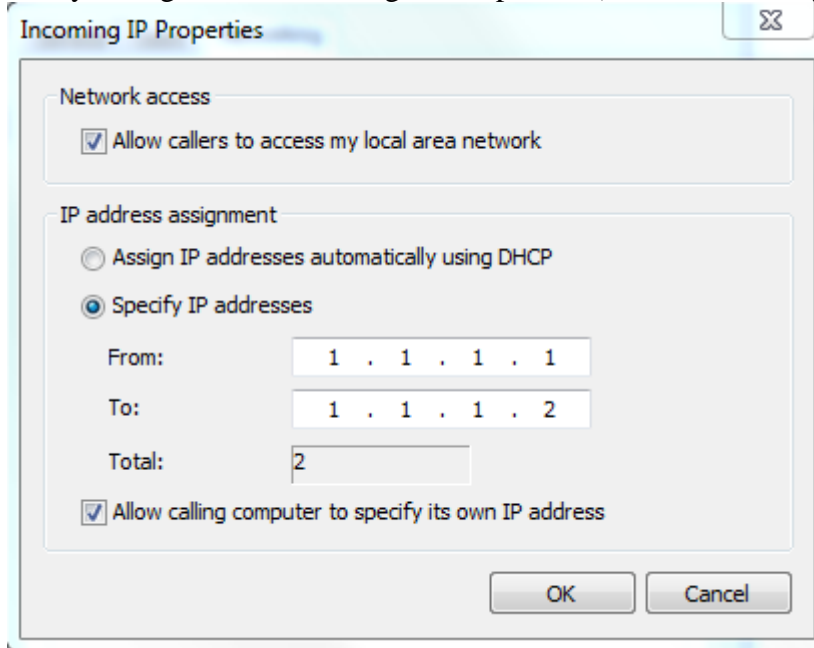 Incoming IP Properties
Network access
Allow callers to access my local area network
IP address assignment
Assign IP addresses automatically using DHCP
Specify IP addresses
From: 1 . 1 . 1 . 1
To: 1 . 1 . 1 . 2
Total: 2
Allow calling computer to specify its own IP address
OK Cancel